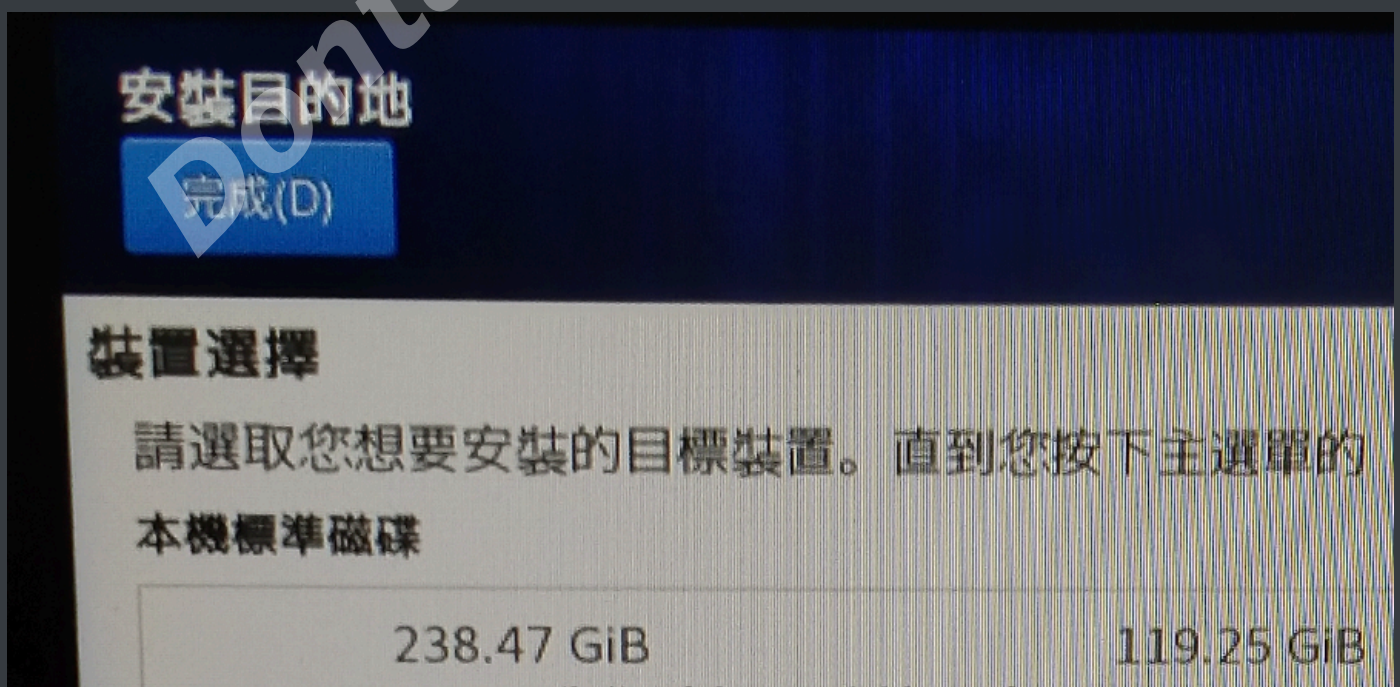 安裝目的地
完成(D)
裝置選擇
請選取您想要安裝的目標裝置。直到您按下主選單的
本機標準磁碟
238.47 GiB 119.25 GiB